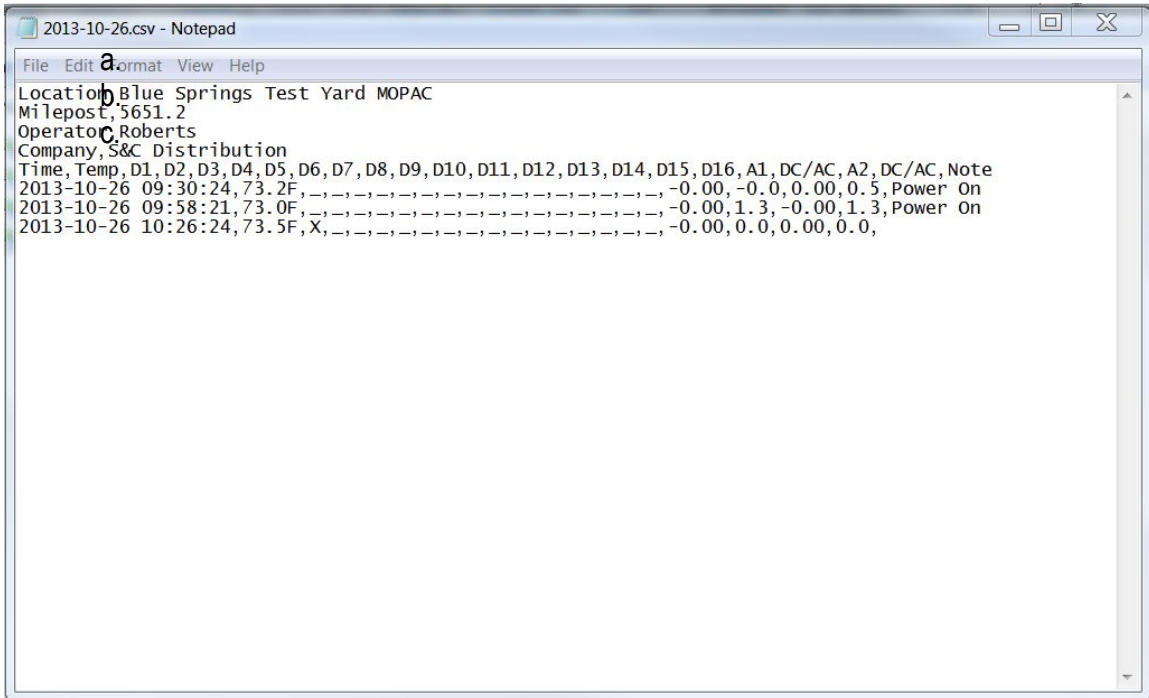 2013-10-26.csv - Notepad
a.
File Edit Format View Help
b.
Location,Blue Springs Test Yard MOPAC
Milepost,5651.2
c.
Operator,Roberts
Company,S&C Distribution
Time,Temp,D1,D2,D3,D4,D5,D6,D7,D8,D9,D10,D11,D12,D13,D14,D15,D16,A1,DC/AC,A2,DC/AC,Note
2013-10-26 09:30:24,73.2F,_,_,_,_,_,_,_,_,_,_,_,_,_,_,_,_,-0.00,-0.0,0.00,0.5,Power On
2013-10-26 09:58:21,73.0F,_,_,_,_,_,_,_,_,_,_,_,_,_,_,_,_,-0.00,1.3,-0.00,1.3,Power On
2013-10-26 10:26:24,73.5F,X,_,_,_,_,_,_,_,_,_,_,_,_,_,_,_,-0.00,0.0,0.00,0.0,